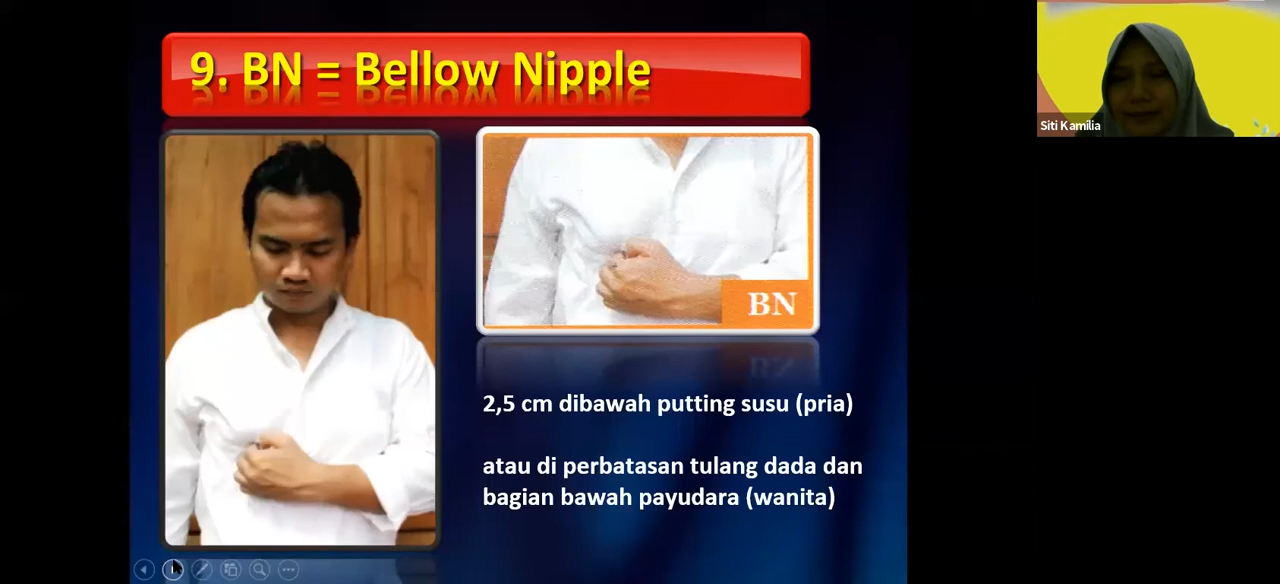 9. BN = Bellow Nipple
BN
2,5 cm dibawah putting susu (pria)
atau di perbatasan tulang dada dan
bagian bawah payudara (wanita)
Siti Kamilia